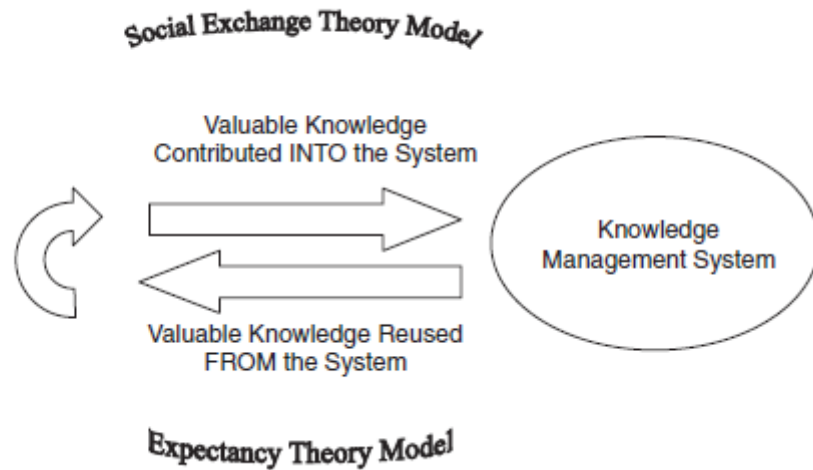 Social Exchange Theory Model
Valuable Knowledge
Contributed INTO the System
Knowledge
Management System
Valuable Knowledge Reused
FROM the System
Expectancy Theory Model